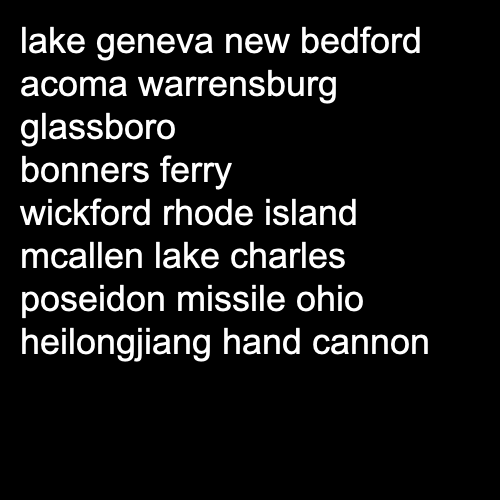 lake geneva new bedford
acoma warrensburg
glassboro
bonners ferry
wickford rhode island
mcallen lake charles
poseidon missile ohio
heilongjiang hand cannon